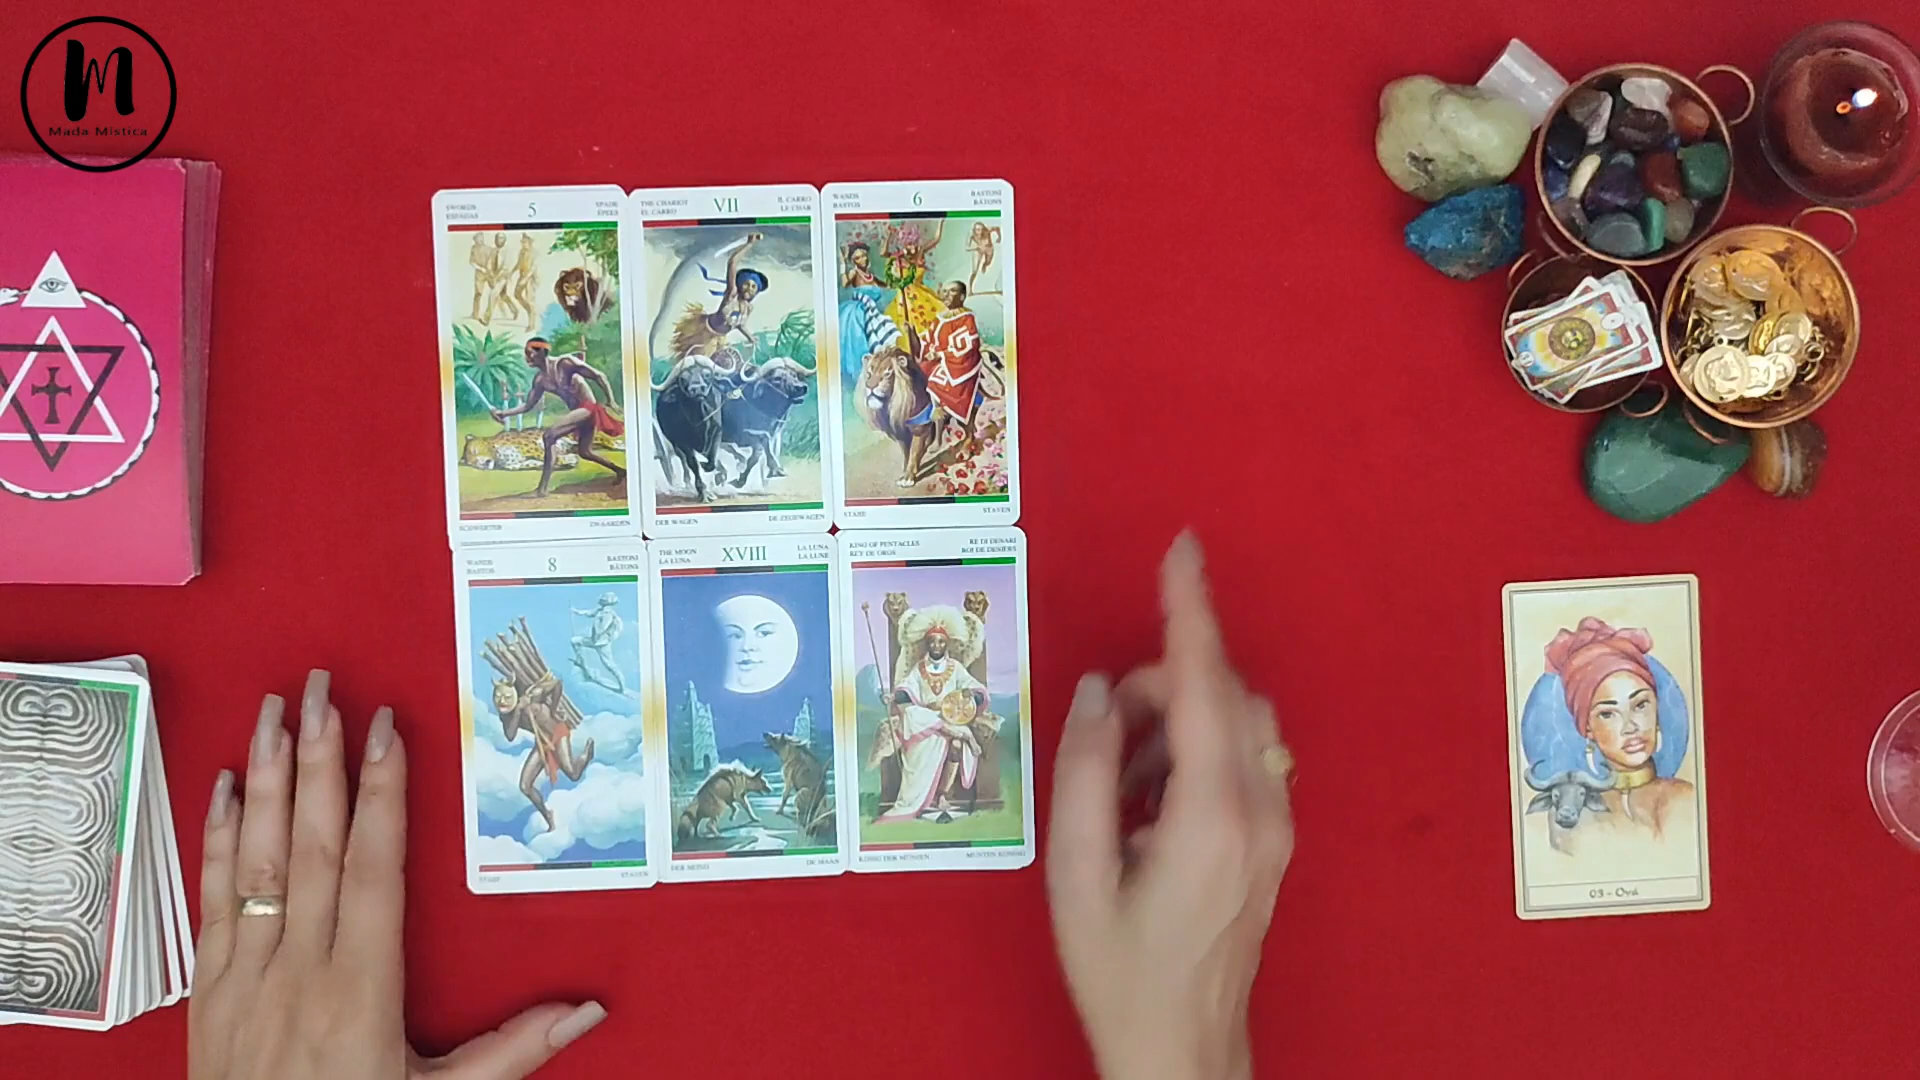 M
Mada Mistica
SWORDS
ESPADAS
5
SPADE
ÉPÉES
SCHWERTER
ZWAARDEN
THE CHARIOT
EL CARRO
VII
IL CARRO
LE CHAR
DER WAGEN
DE ZEGEWAGEN
WANDS
BASTOS
6
BASTONI
BÂTONS
STÄBE
STAVEN
WANDS
BASTOS
8
BASTONI
BÂTONS
STÄBE
STAVEN
THE MOON
LA LUNA
XVIII
LA LUNA
LA LUNE
DER MOND
DE MAAN
KING OF PENTACLES
REY DE OROS
RE DI DENARI
ROI DE DENIERS
KÖNIG DER MÜNZEN
MUNTEN KONING
03 - Oyá